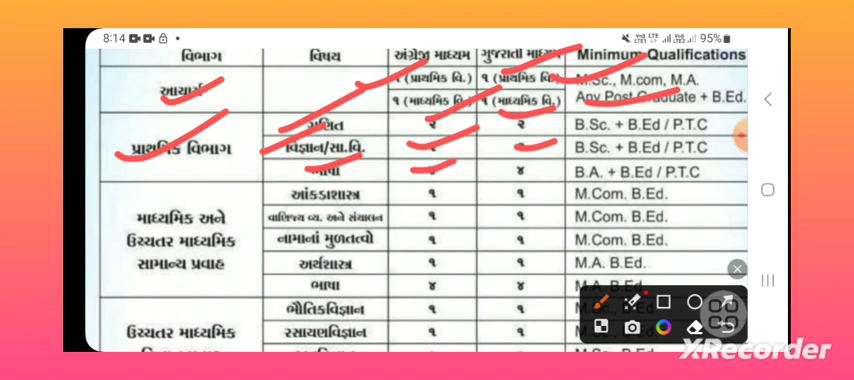 8:14 95%
વિભાગ વિષય અંગ્રેજી માધ્યમ ગુજરાતી માધ્યમ Minimum Qualifications
આચાર્ય ૧ (પ્રાથમિક વિ.) ૧ (પ્રાથમિક વિ.) M.Sc., M.com, M.A.
૧ (માધ્યમિક વિ.) ૧ (માધ્યમિક વિ.) Any Post Graduate + B.Ed.
પ્રાથમિક વિભાગ ગણિત ૨ ૨ B.Sc. + B.Ed / P.T.C
વિજ્ઞાન/સા.વિ. B.Sc. + B.Ed / P.T.C
ભાષા ૪ B.A. + B.Ed / P.T.C
માધ્યમિક અને ઉચ્ચતર માધ્યમિક સામાન્ય પ્રવાહ આંકડાશાસ્ત્ર ૧ ૧ M.Com. B.Ed.
વાણિજ્ય વ્ય. અને સંચાલન ૧ ૧ M.Com. B.Ed.
નામાનાં મુળતત્વો ૧ ૧ M.Com. B.Ed.
અર્થશાસ્ત્ર ૧ ૧ M.A. B.Ed.
ભાષા ૪ ૪ M.A. B.Ed.
ઉચ્ચતર માધ્યમિક ભૌતિકવિજ્ઞાન ૧ ૧
રસાયણવિજ્ઞાન ૧ ૧
XRecorder